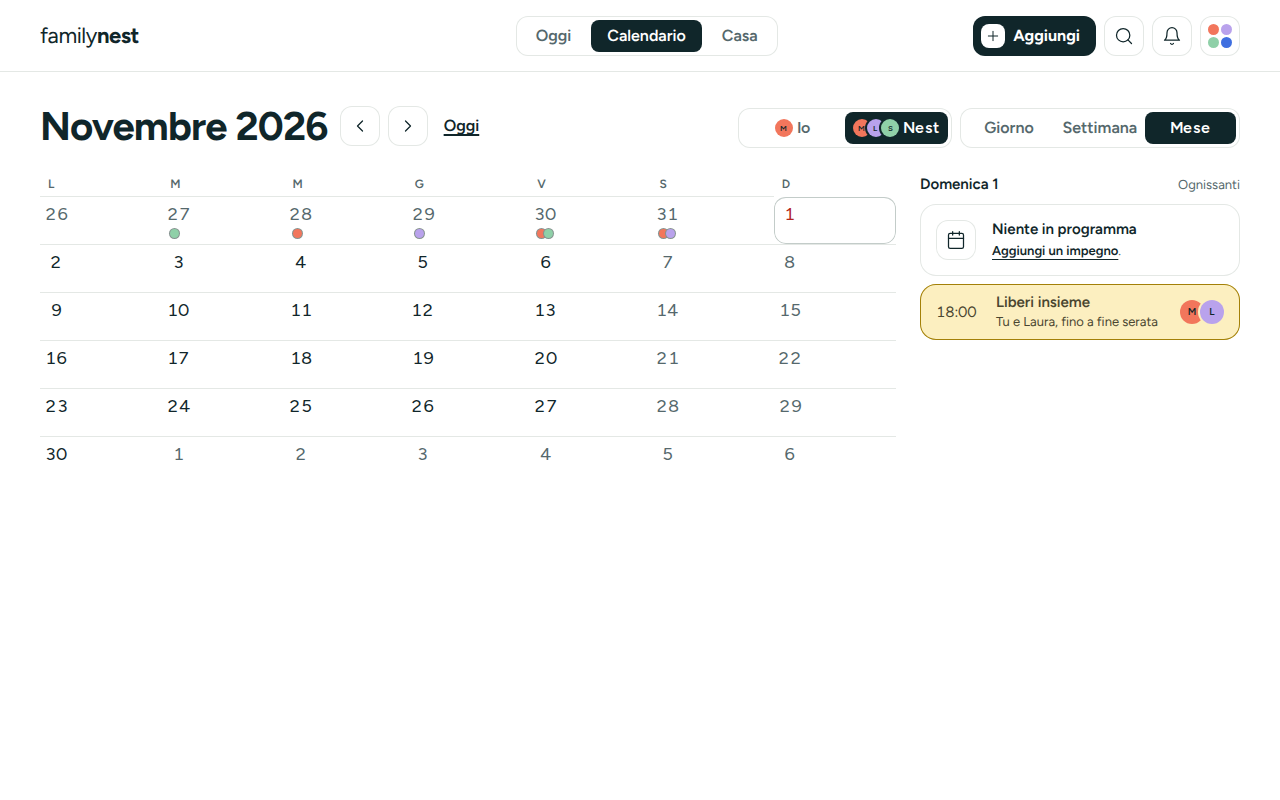 familynest
Oggi Calendario Casa
Aggiungi
Novembre 2026
Oggi
M Io
M L S Nest
Giorno Settimana Mese
L M M G V S D
26 27 28 29 30 31 1
2 3 4 5 6 7 8
9 10 11 12 13 14 15
16 17 18 19 20 21 22
23 24 25 26 27 28 29
30 1 2 3 4 5 6
Domenica 1 Ognissanti
Niente in programma
Aggiungi un impegno.
18:00 Liberi insieme M L
Tu e Laura, fino a fine serata